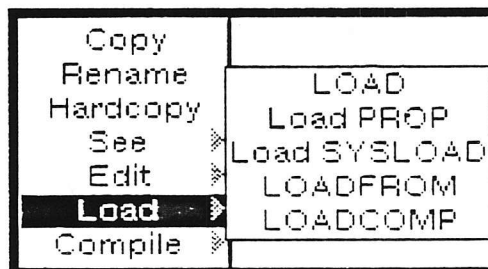 Copy
Rename
Hardcopy
See
Edit
Load
Compile
LOAD
Load PROP
Load SYSLOAD
LOADFROM
LOADCOMP